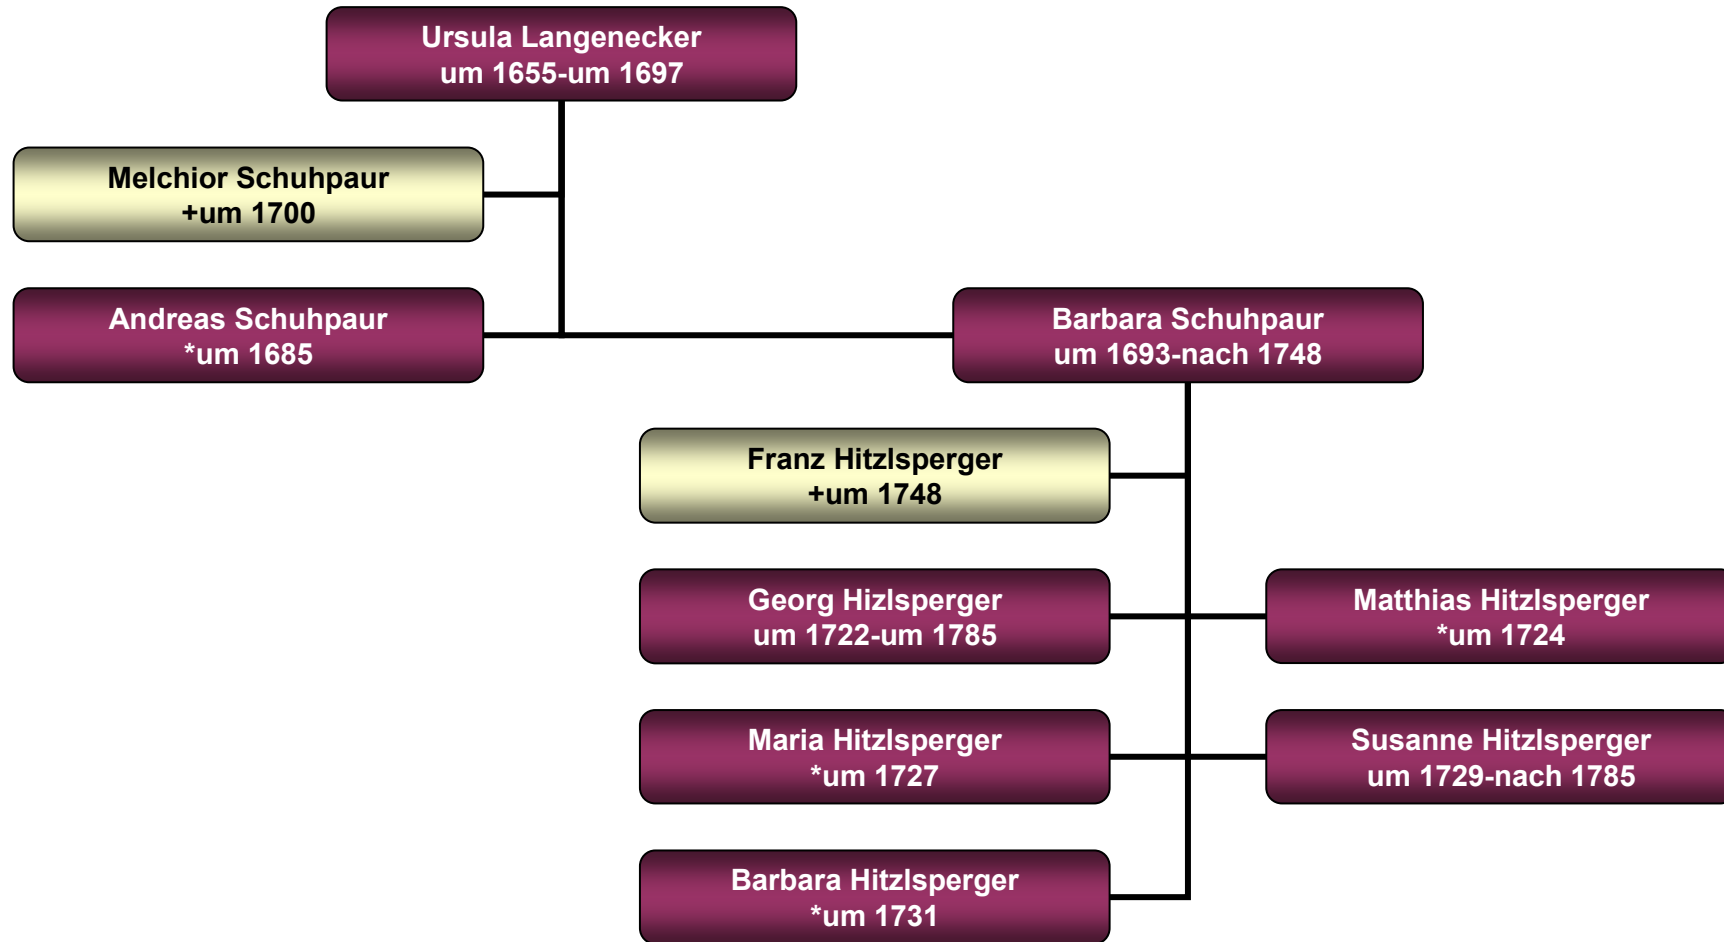 Ursula Langenecker
um 1655-um 1697
Melchior Schuhpaur
+um 1700
Andreas Schuhpaur
*um 1685
Barbara Schuhpaur
um 1693-nach 1748
Franz Hitzlsperger
+um 1748
Georg Hizlsperger
um 1722-um 1785
Matthias Hitzlsperger
*um 1724
Maria Hitzlsperger
*um 1727
Susanne Hitzlsperger
um 1729-nach 1785
Barbara Hitzlsperger
*um 1731